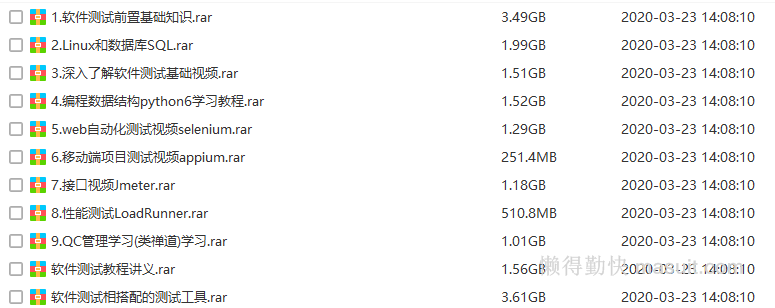 1.软件测试前置基础知识.rar 3.49GB 2020-03-23 14:08:10
2.Linux和数据库SQL.rar 1.99GB 2020-03-23 14:08:10
3.深入了解软件测试基础视频.rar 1.51GB 2020-03-23 14:08:10
4.编程数据结构python6学习教程.rar 1.52GB 2020-03-23 14:08:10
5.web自动化测试视频selenium.rar 1.29GB 2020-03-23 14:08:10
6.移动端项目测试视频appium.rar 251.4MB 2020-03-23 14:08:10
7.接口视频Jmeter.rar 1.18GB 2020-03-23 14:08:10
8.性能测试LoadRunner.rar 510.8MB 2020-03-23 14:08:10
9.QC管理学习(类禅道)学习.rar 1.01GB 2020-03-23 14:08:10
软件测试教程讲义.rar 1.56GB 2020-03-23 14:08:10
懒得勤快 masuit.com
软件测试相搭配的测试工具.rar 3.61GB 2020-03-23 14:08:10